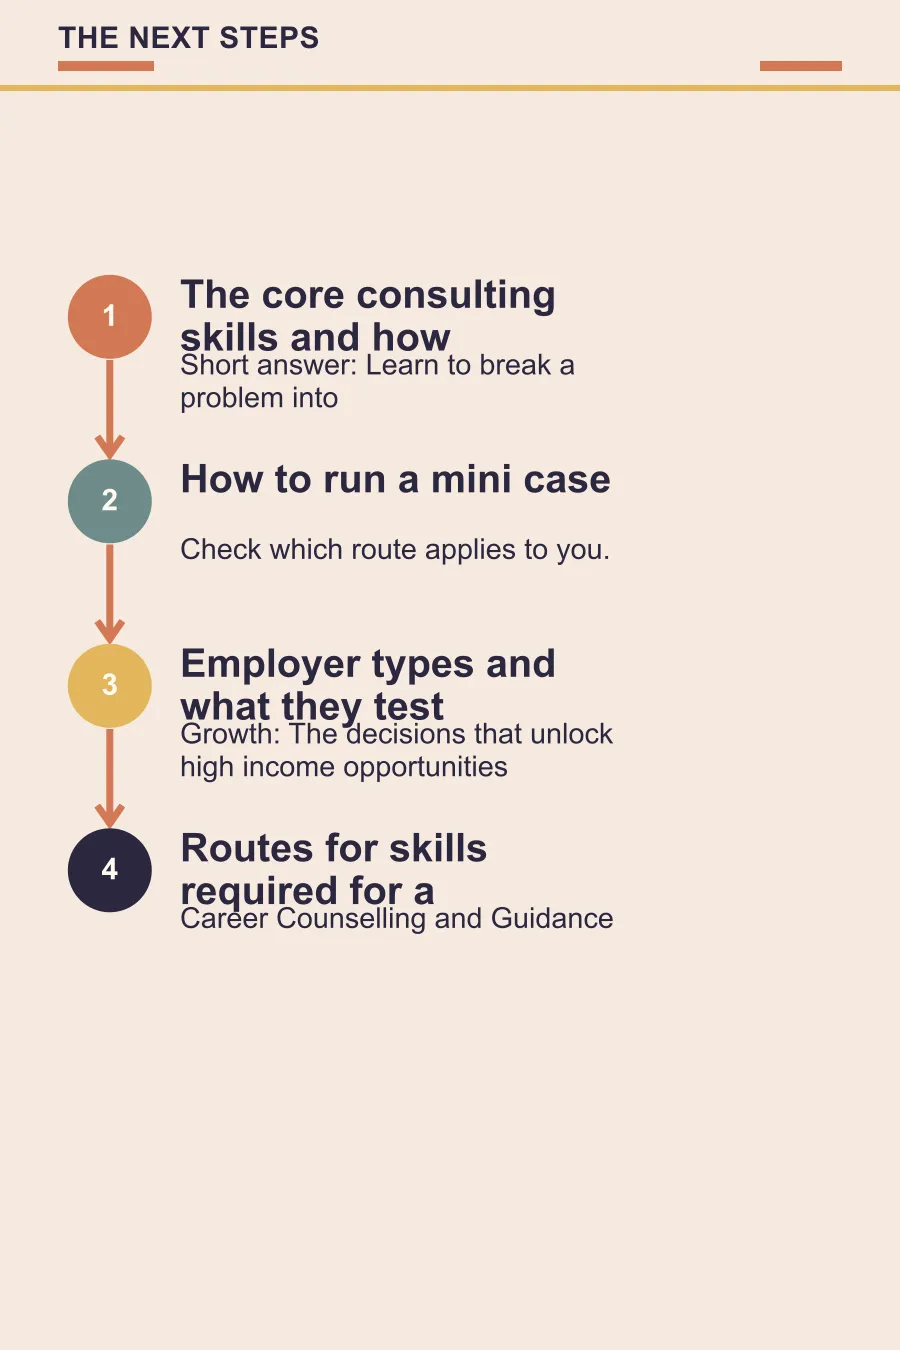 THE NEXT STEPS
1
The core consulting
skills and how
Short answer: Learn to break a
problem into
2
How to run a mini case
Check which route applies to you.
3
Employer types and
what they test
Growth: The decisions that unlock
high income opportunities
4
Routes for skills
required for a
Career Counselling and Guidance